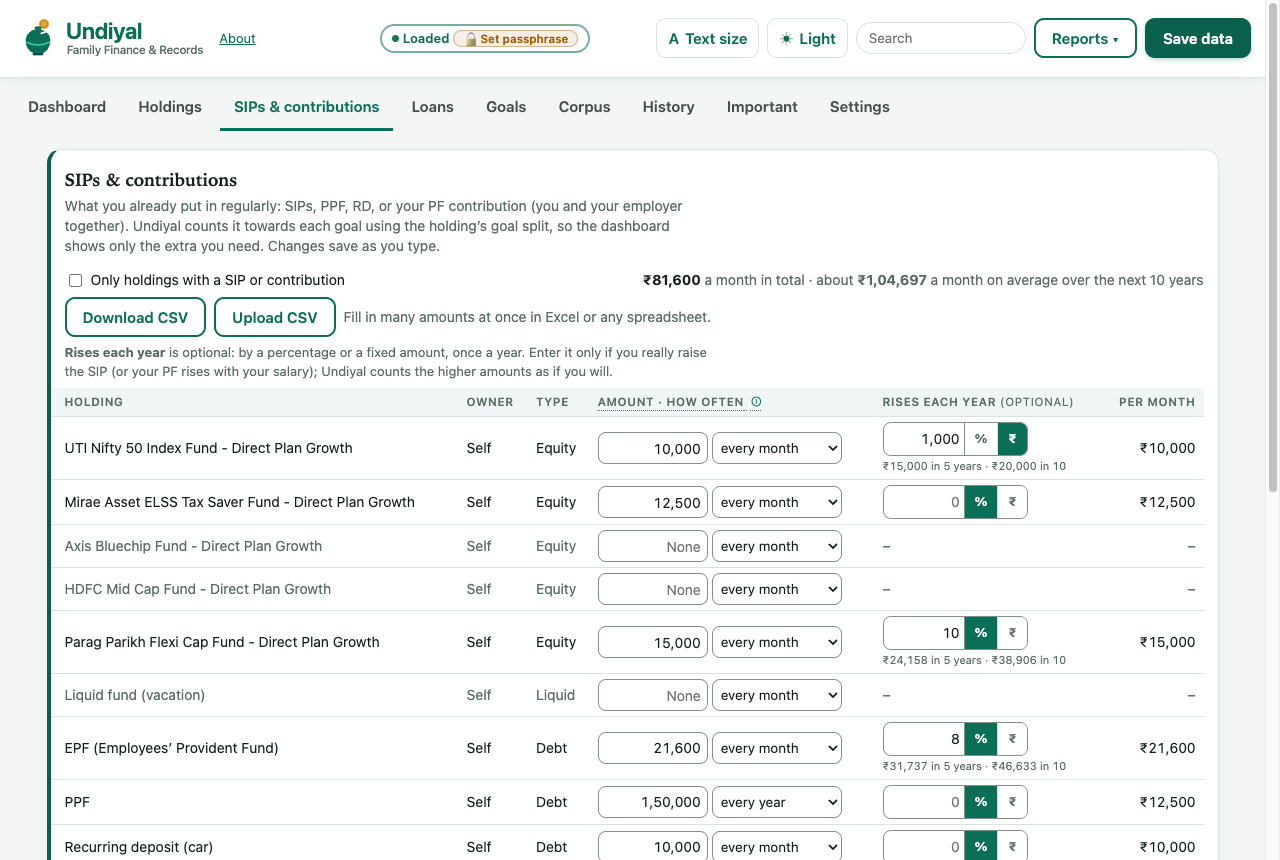 Undiyal
Family Finance & Records
About
Loaded
Set passphrase
A Text size
Light
Search
Reports ▾
Save data
Dashboard
Holdings
SIPs & contributions
Loans
Goals
Corpus
History
Important
Settings
SIPs & contributions
What you already put in regularly: SIPs, PPF, RD, or your PF contribution (you and your employer
together). Undiyal counts it towards each goal using the holding’s goal split, so the dashboard
shows only the extra you need. Changes save as you type.
Only holdings with a SIP or contribution
₹81,600 a month in total · about ₹1,04,697 a month on average over the next 10 years
Download CSV
Upload CSV
Fill in many amounts at once in Excel or any spreadsheet.
Rises each year is optional: by a percentage or a fixed amount, once a year. Enter it only if you really raise
the SIP (or your PF rises with your salary); Undiyal counts the higher amounts as if you will.
HOLDING OWNER TYPE AMOUNT · HOW OFTEN RISES EACH YEAR (OPTIONAL) PER MONTH
UTI Nifty 50 Index Fund - Direct Plan Growth Self Equity 10,000 every month 1,000 % ₹ ₹10,000
₹15,000 in 5 years · ₹20,000 in 10
Mirae Asset ELSS Tax Saver Fund - Direct Plan Growth Self Equity 12,500 every month 0 % ₹ ₹12,500
Axis Bluechip Fund - Direct Plan Growth Self Equity None every month – –
HDFC Mid Cap Fund - Direct Plan Growth Self Equity None every month – –
Parag Parikh Flexi Cap Fund - Direct Plan Growth Self Equity 15,000 every month 10 % ₹ ₹15,000
₹24,158 in 5 years · ₹38,906 in 10
Liquid fund (vacation) Self Liquid None every month – –
EPF (Employees’ Provident Fund) Self Debt 21,600 every month 8 % ₹ ₹21,600
₹31,737 in 5 years · ₹46,633 in 10
PPF Self Debt 1,50,000 every year 0 % ₹ ₹12,500
Recurring deposit (car) Self Debt 10,000 every month 0 % ₹ ₹10,000